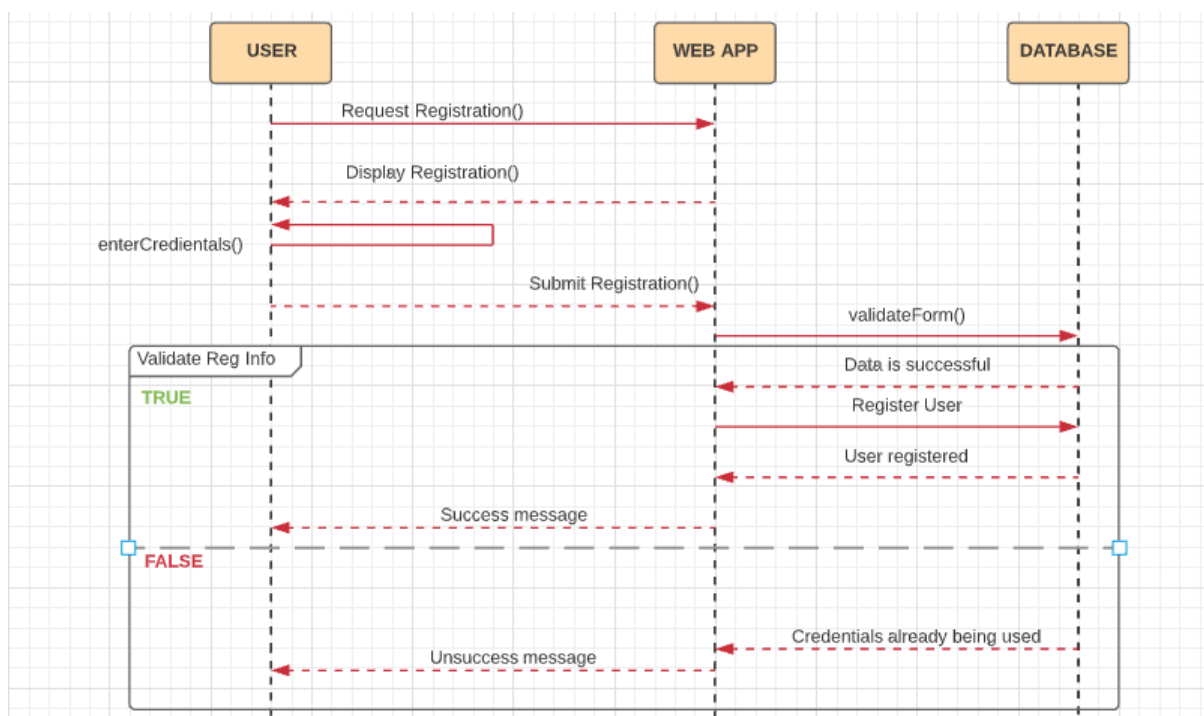 USER
WEB APP
DATABASE
Request Registration()
Display Registration()
enterCredientals()
Submit Registration()
validateForm()
Validate Reg Info
Data is successful
TRUE
Register User
User registered
Success message
FALSE
Credentials already being used
Unsuccess message